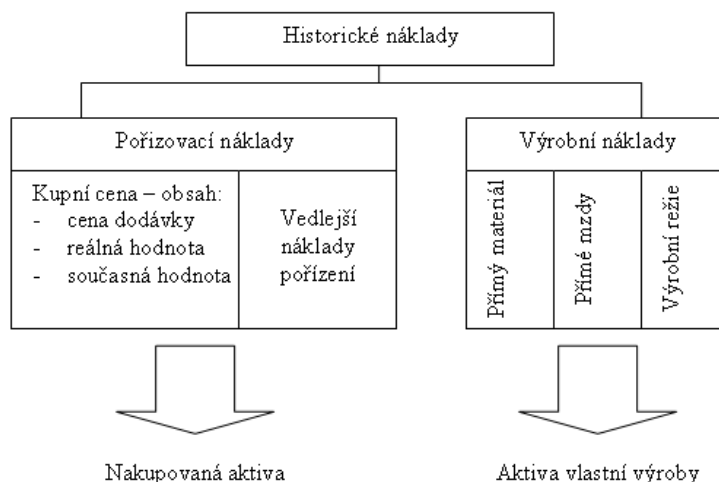 Historické náklady
Pořizovací náklady
Kupní cena – obsah:
- cena dodávky
- reálná hodnota
- současná hodnota
Vedlejší
náklady
pořízení
Výrobní náklady
Přímý materiál
Přímé mzdy
Výrobní režie
Nakupovaná aktiva
Aktiva vlastní výroby